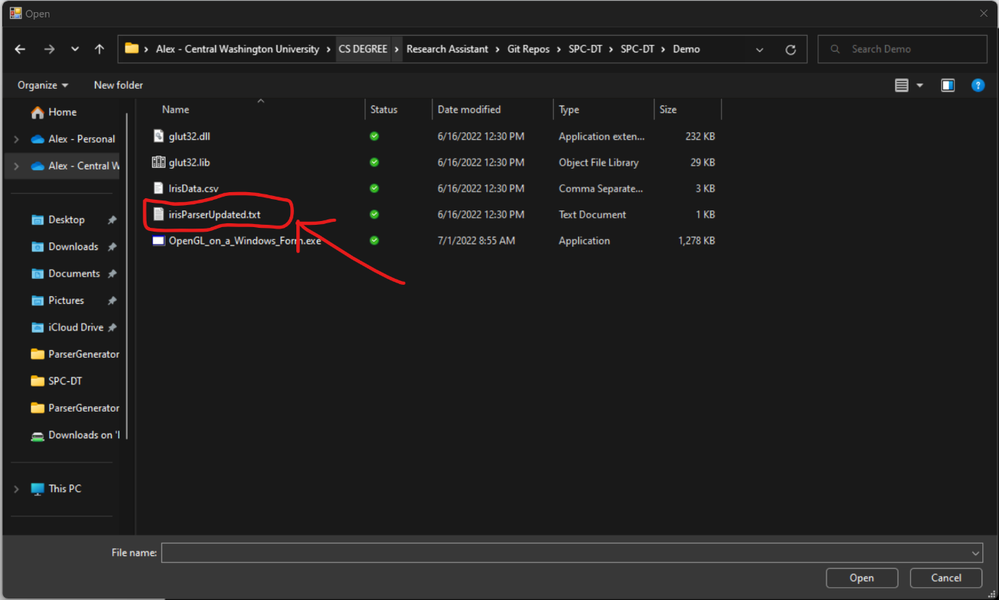 Open
Alex - Central Washington University > CS DEGREE > Research Assistant > Git Repos > SPC-DT > SPC-DT > Demo
Search Demo
Organize New folder
Home
Alex - Personal
Alex - Central W
Desktop
Downloads
Documents
Pictures
iCloud Drive
ParserGenerator
SPC-DT
ParserGenerator
Downloads on '
This PC
Name Status Date modified Type Size
glut32.dll 6/16/2022 12:30 PM Application exten... 232 KB
glut32.lib 6/16/2022 12:30 PM Object File Library 29 KB
IrisData.csv 6/16/2022 12:30 PM Comma Separate... 3 KB
irisParserUpdated.txt 6/16/2022 12:30 PM Text Document 1 KB
OpenGL_on_a_Windows_Form.exe 7/1/2022 8:55 AM Application 1,278 KB
File name:
Open Cancel